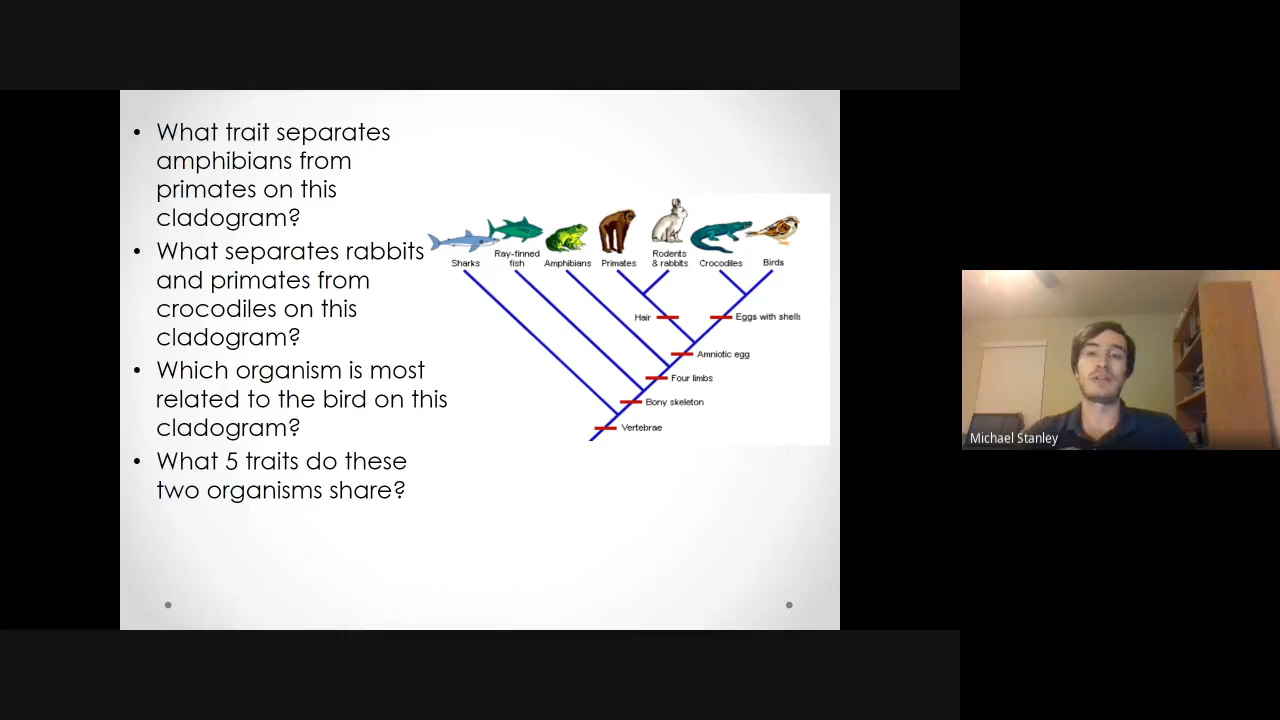 • What trait separates
amphibians from
primates on this
cladogram?
• What separates rabbits
and primates from
crocodiles on this
cladogram?
• Which organism is most
related to the bird on this
cladogram?
• What 5 traits do these
two organisms share?
Sharks
Ray-finned
fish
Amphibians
Primates
Rodents
& rabbits
Crocodiles
Birds
Hair
Eggs with shells
Amniotic egg
Four limbs
Bony skeleton
Vertebrae
Michael Stanley